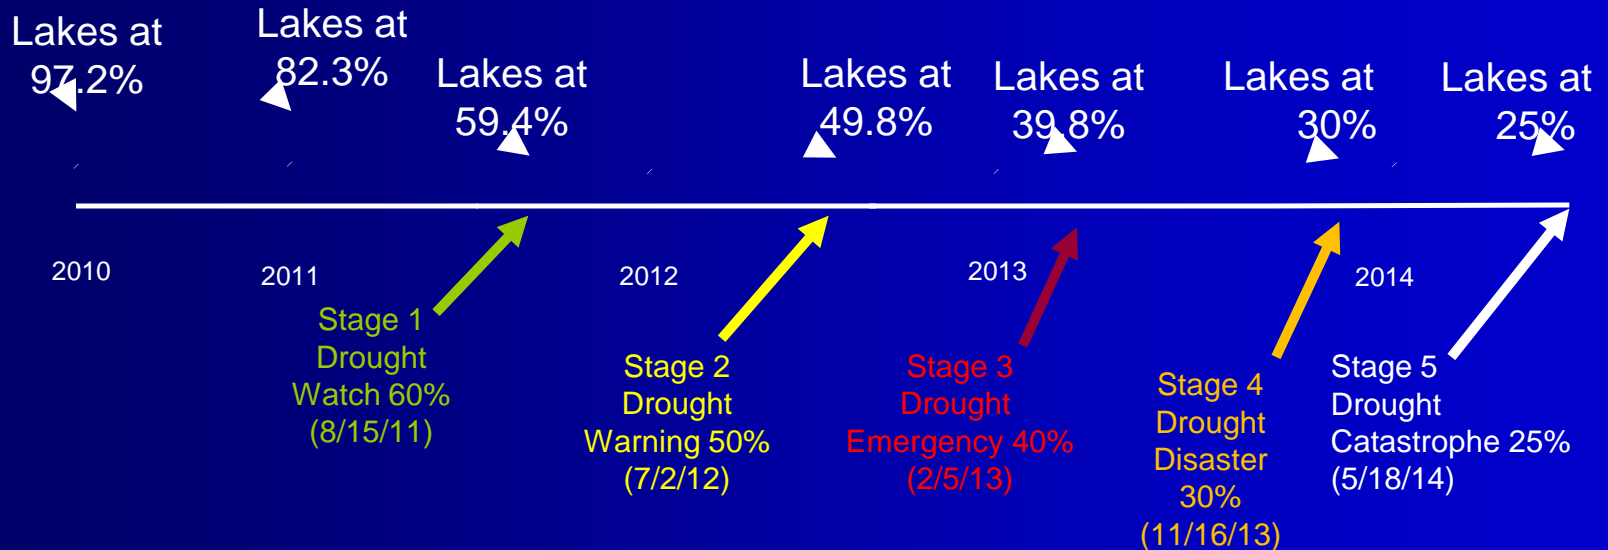 Lakes at
97.2%
Lakes at
82.3%
Lakes at
59.4%
Lakes at
49.8%
Lakes at
39.8%
Lakes at
30%
Lakes at
25%
2010
2011
2012
2013
2014
Stage 1
Drought
Watch 60%
(8/15/11)
Stage 2
Drought
Warning 50%
(7/2/12)
Stage 3
Drought
Emergency 40%
(2/5/13)
Stage 4
Drought
Disaster
30%
(11/16/13)
Stage 5
Drought
Catastrophe 25%
(5/18/14)